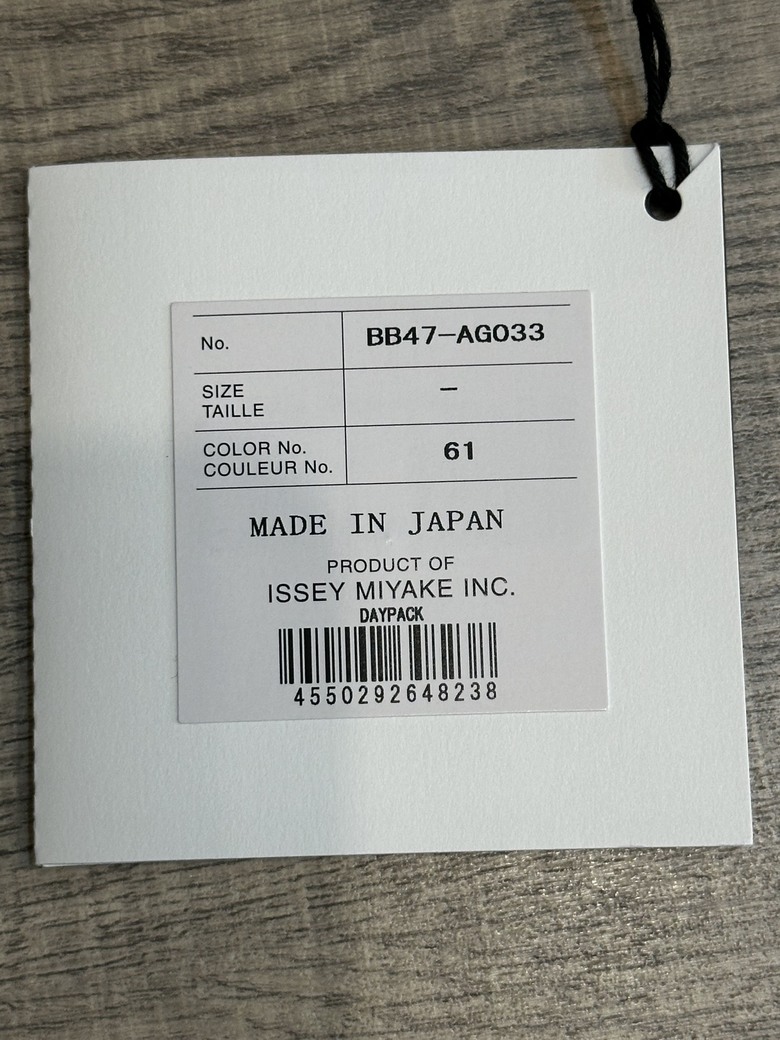 No. BB47-AG033
SIZE
TAILLE –
COLOR No.
COULEUR No. 61
MADE IN JAPAN
PRODUCT OF
ISSEY MIYAKE INC.
DAYPACK
4550292648238